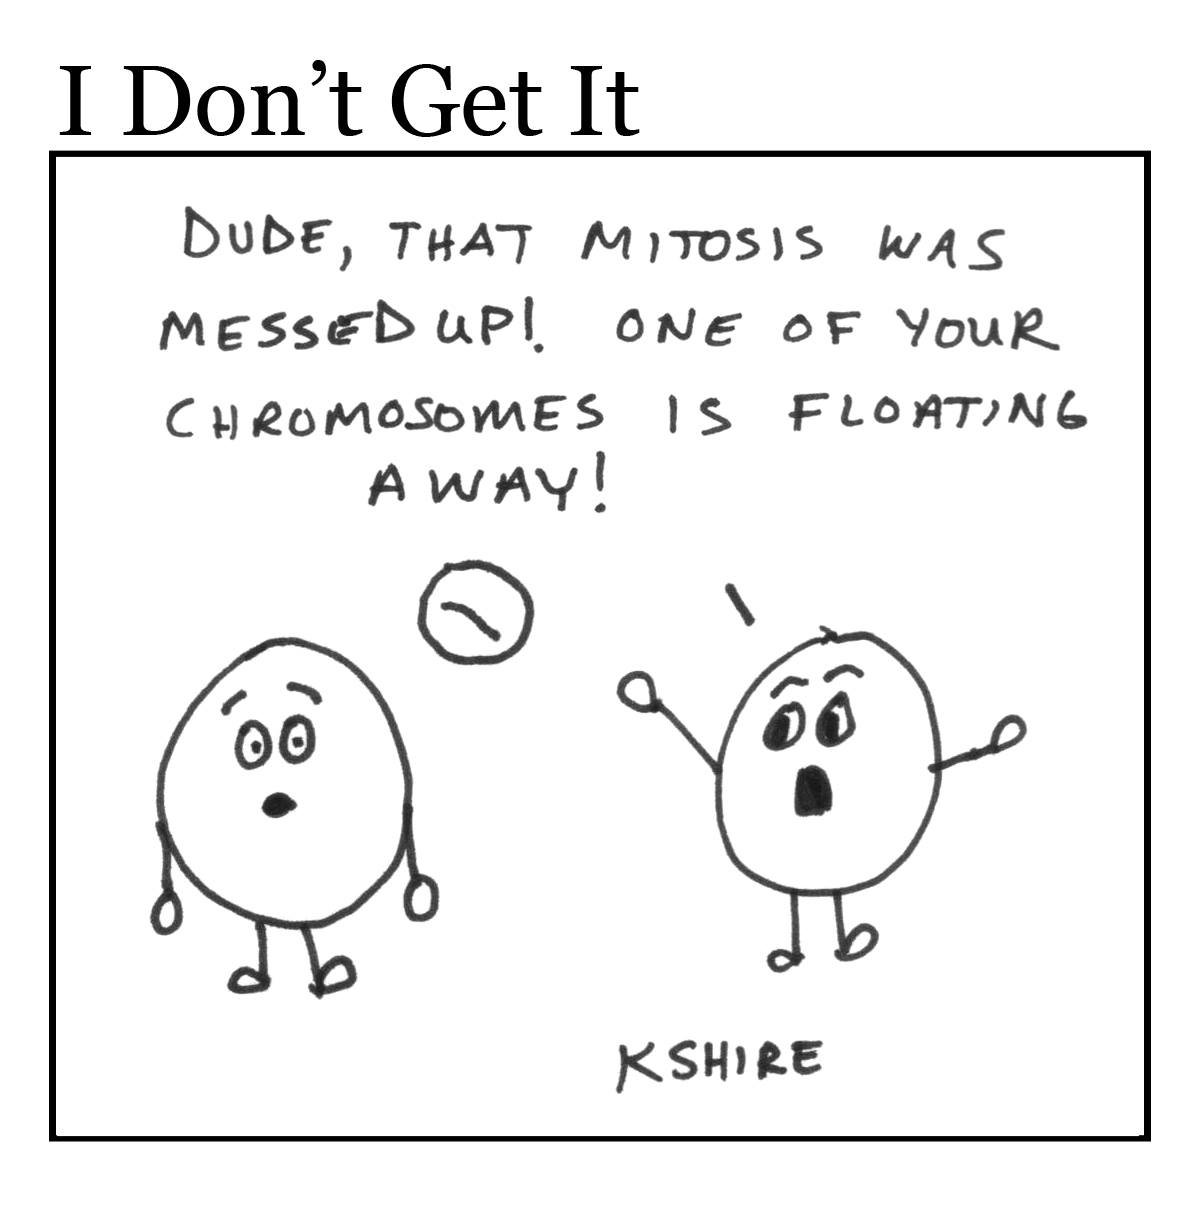 I Don’t Get It
DUDE, THAT MITOSIS WAS
MESSED UP! ONE OF YOUR
CHROMOSOMES IS FLOATING
AWAY!
KSHIRE